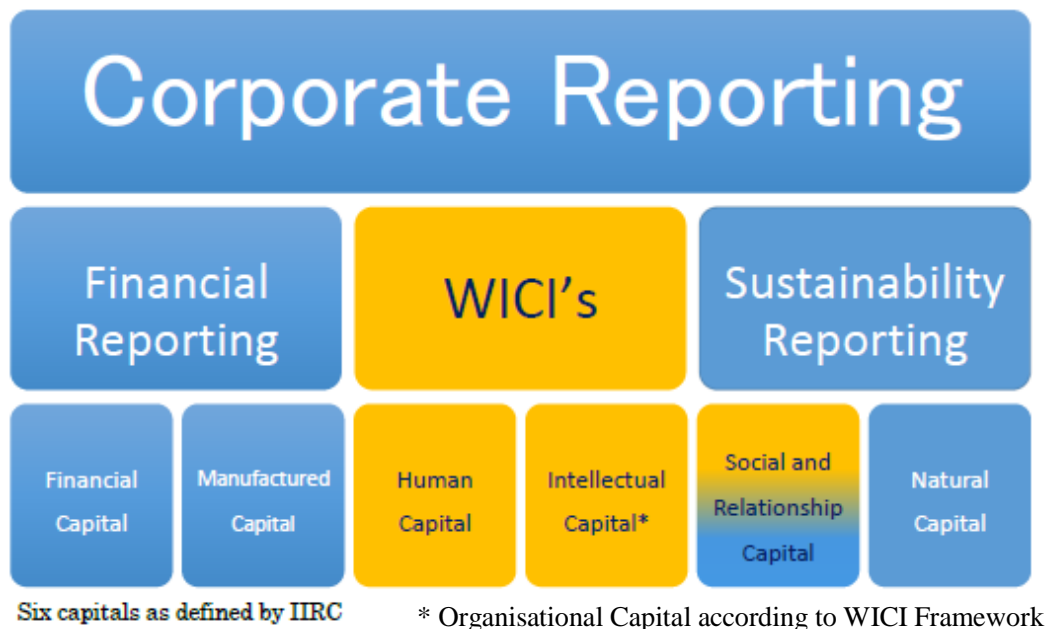 Corporate Reporting
Financial
Reporting
WICI's
Sustainability
Reporting
Financial
Capital
Manufactured
Capital
Human
Capital
Intellectual
Capital*
Social and
Relationship
Capital
Natural
Capital
Six capitals as defined by IIRC
* Organisational Capital according to WICI Framework